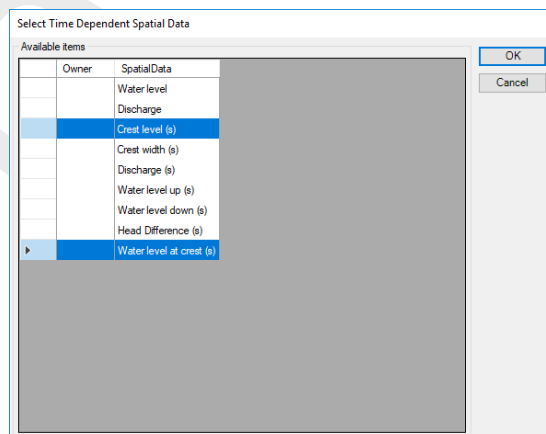 Select Time Dependent Spatial Data
Available items
OK
Cancel
Owner SpatialData
Water level
Discharge
Crest level (s)
Crest width (s)
Discharge (s)
Water level up (s)
Water level down (s)
Head Difference (s)
Water level at crest (s)